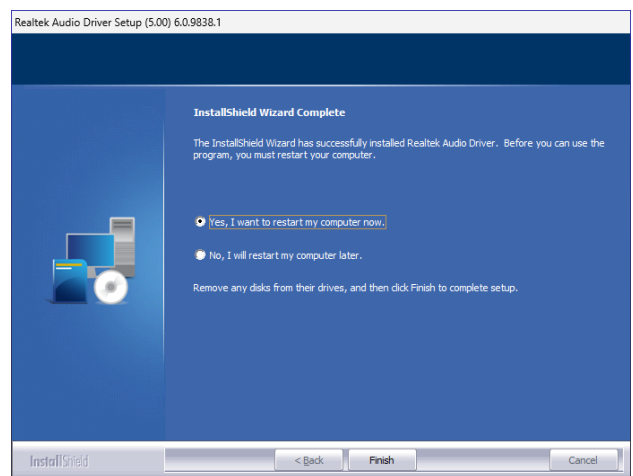 Realtek Audio Driver Setup (5.00) 6.0.9838.1
InstallShield Wizard Complete
The InstallShield Wizard has successfully installed Realtek Audio Driver.  Before you can use the
program, you must restart your computer.
Yes, I want to restart my computer now.
No, I will restart my computer later.
Remove any disks from their drives, and then click Finish to complete setup.
InstallShield
< Back
Finish
Cancel